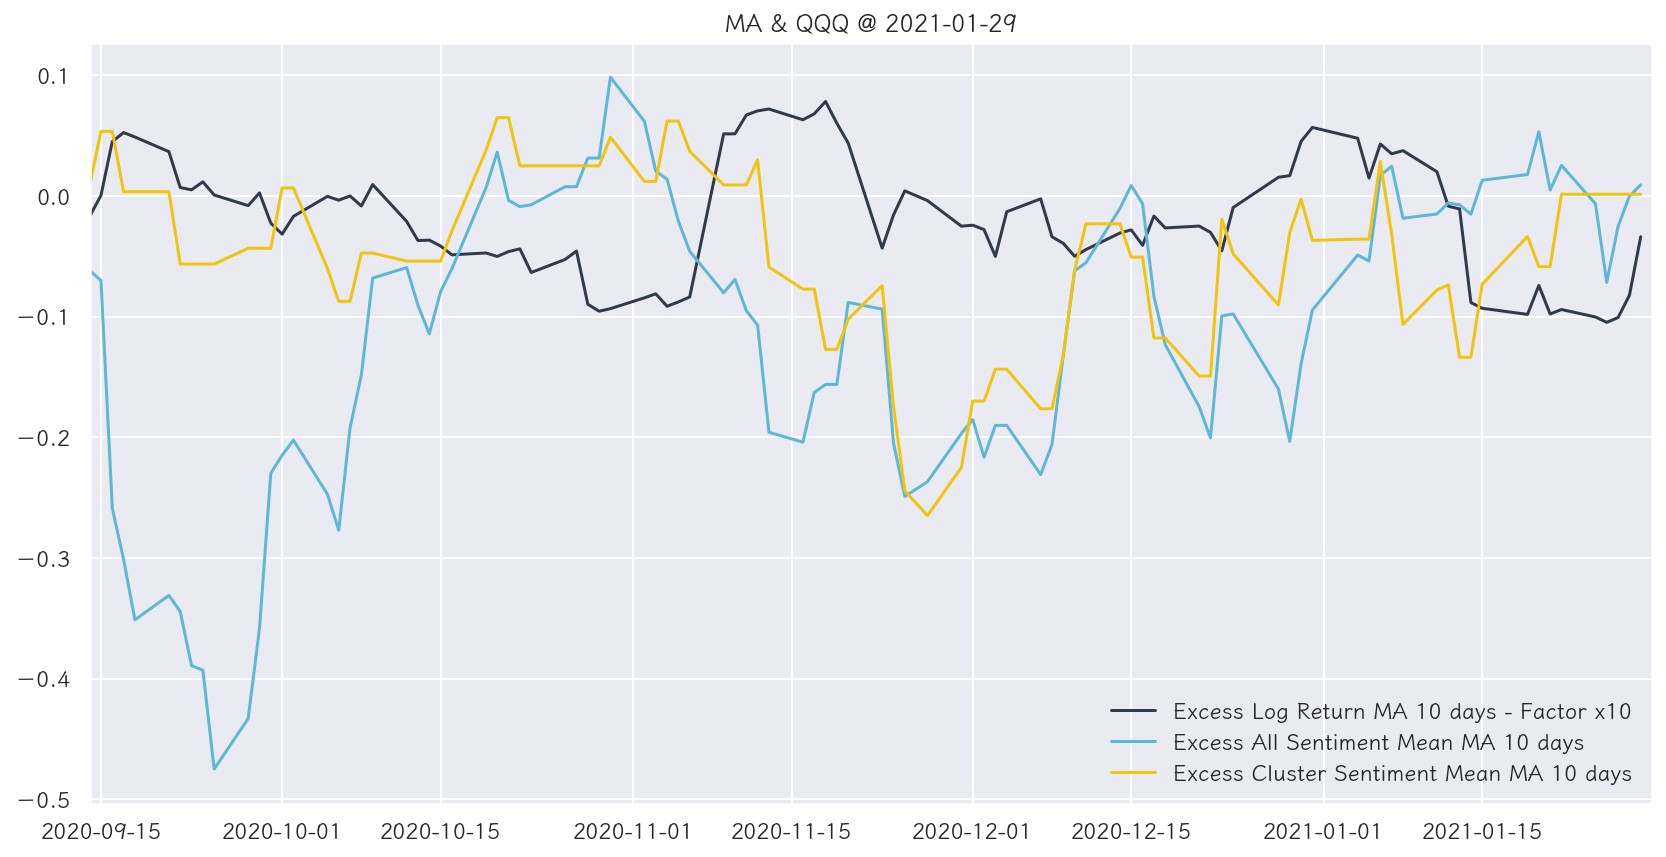 MA & QQQ @ 2021-01-29
0.1
0.0
−0.1
−0.2
−0.3
−0.4
−0.5
Excess Log Return MA 10 days - Factor x10
Excess All Sentiment Mean MA 10 days
Excess Cluster Sentiment Mean MA 10 days
2020-09-15 2020-10-01 2020-10-15 2020-11-01 2020-11-15 2020-12-01 2020-12-15 2021-01-01 2021-01-15